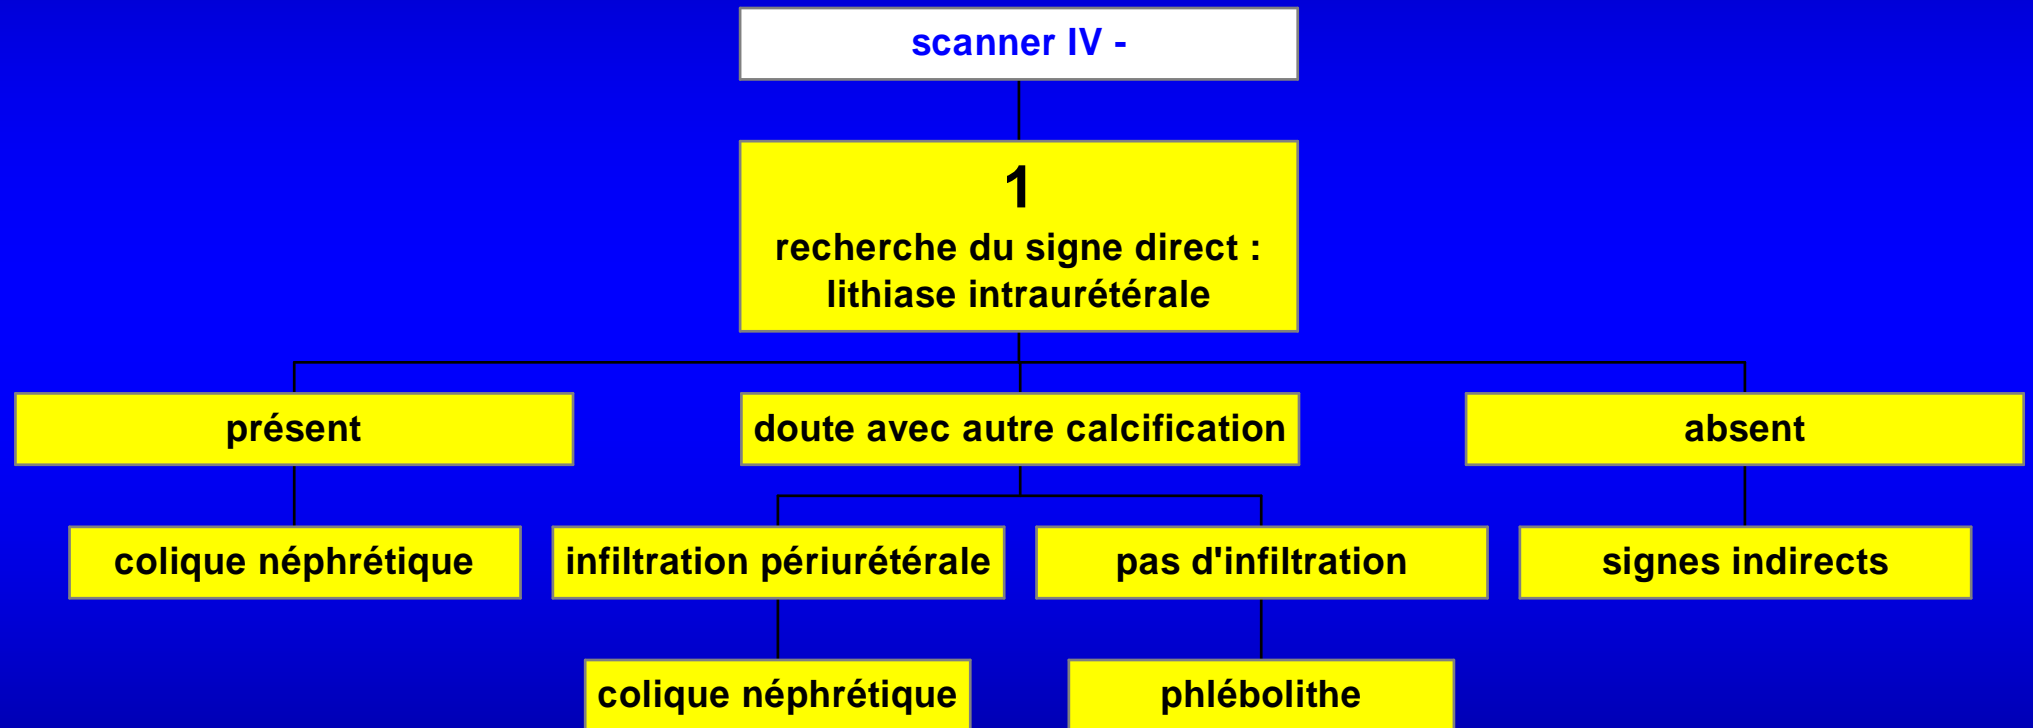 scanner IV -
1
recherche du signe direct :
lithiase intraurétérale
présent
doute avec autre calcification
absent
colique néphrétique
infiltration périurétérale
pas d'infiltration
signes indirects
colique néphrétique
phlébolithe